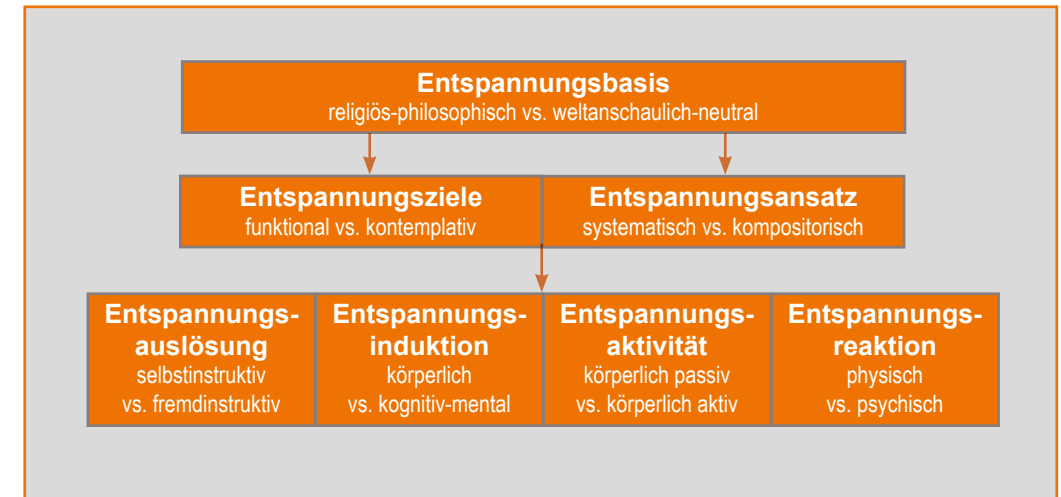 Entspannungsbasis
religiös-philosophisch vs. weltanschaulich-neutral
Entspannungsziele
funktional vs. kontemplativ
Entspannungsansatz
systematisch vs. kompositorisch
Entspannungs-
auslösung
selbstinstruktiv
vs. fremdinstruktiv
Entspannungs-
induktion
körperlich
vs. kognitiv-mental
Entspannungs-
aktivität
körperlich passiv
vs. körperlich aktiv
Entspannungs-
reaktion
physisch
vs. psychisch